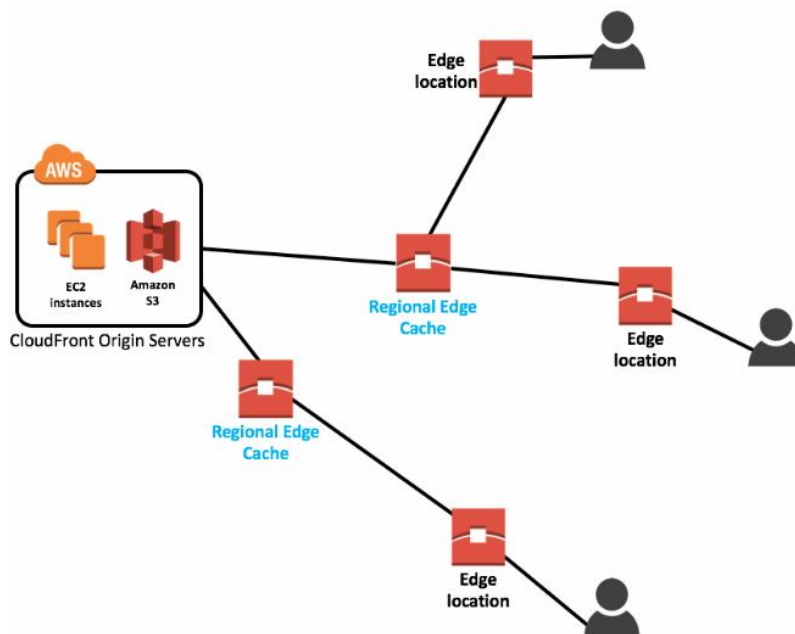 Edge
location
AWS
EC2
instances
Amazon
S3
CloudFront Origin Servers
Regional Edge
Cache
Edge
location
Regional Edge
Cache
Edge
location